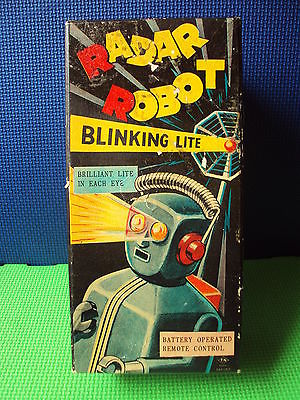 RADAR
ROBOT
BLINKING LITE
BRILLIANT LITE
IN EACH EYE
BATTERY OPERATED
REMOTE CONTROL